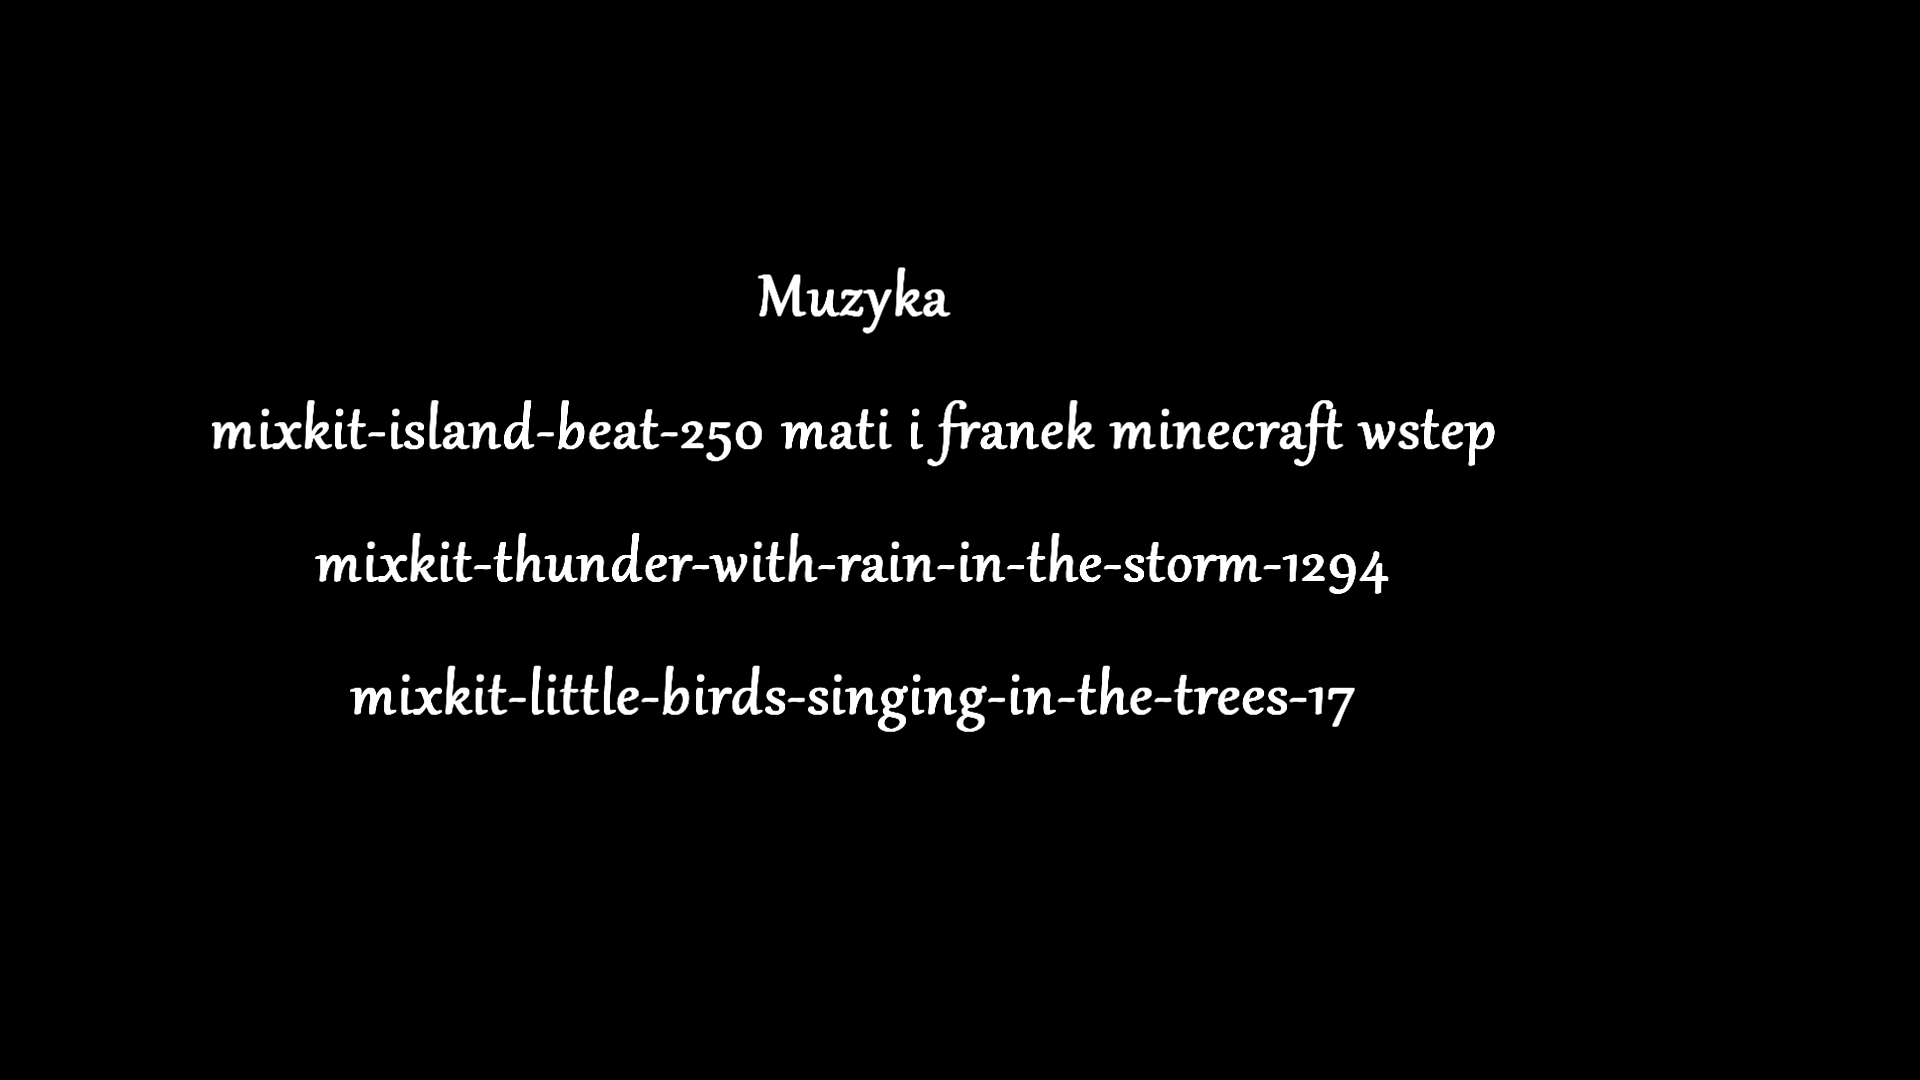 Muzyka
mixkit-island-beat-250 mati i franek minecraft wstep
mixkit-thunder-with-rain-in-the-storm-1294
mixkit-little-birds-singing-in-the-trees-17